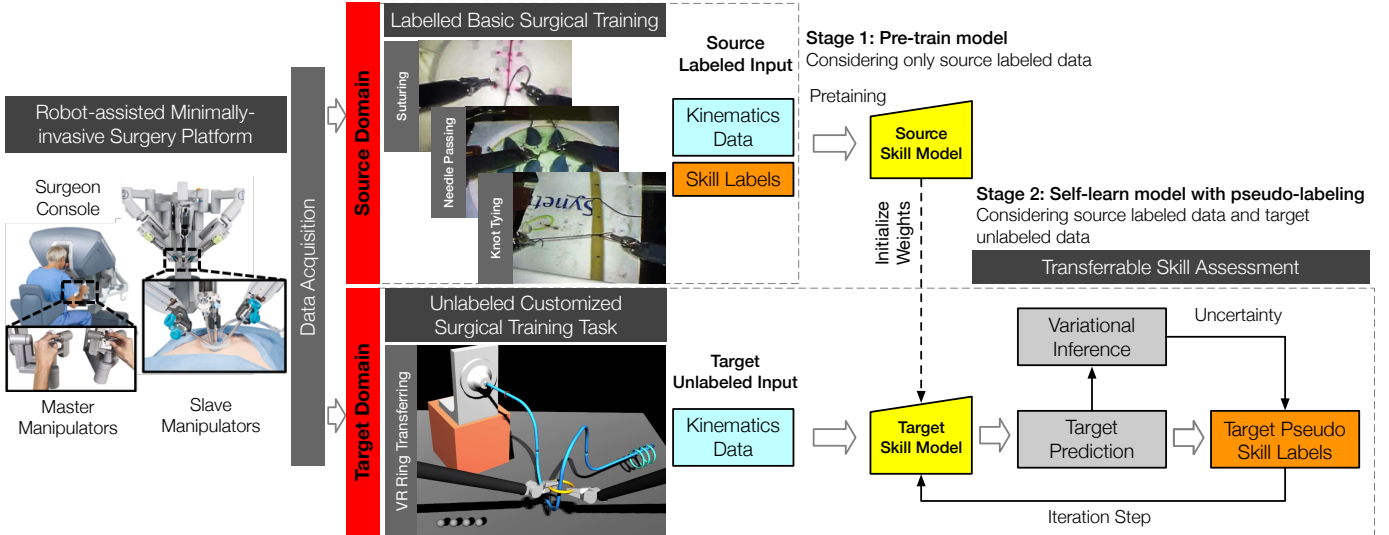 Robot-assisted Minimally-
invasive Surgery Platform
Surgeon
Console
Master
Manipulators
Slave
Manipulators
Data Acquisition
Source Domain
Labelled Basic Surgical Training
Suturing
Needle Passing
Knot Tying
Synet
Source
Labeled Input
Kinematics
Data
Skill Labels
Stage 1: Pre-train model
Considering only source labeled data
Pretaining
Source
Skill Model
Initialize
Weights
Stage 2: Self-learn model with pseudo-labeling
Considering source labeled data and target
unlabeled data
Transferrable Skill Assessment
Target Domain
Unlabeled Customized
Surgical Training Task
VR Ring Transferring
Target
Unlabeled Input
Kinematics
Data
Target
Skill Model
Variational
Inference
Uncertainty
Target
Prediction
Target Pseudo
Skill Labels
Iteration Step